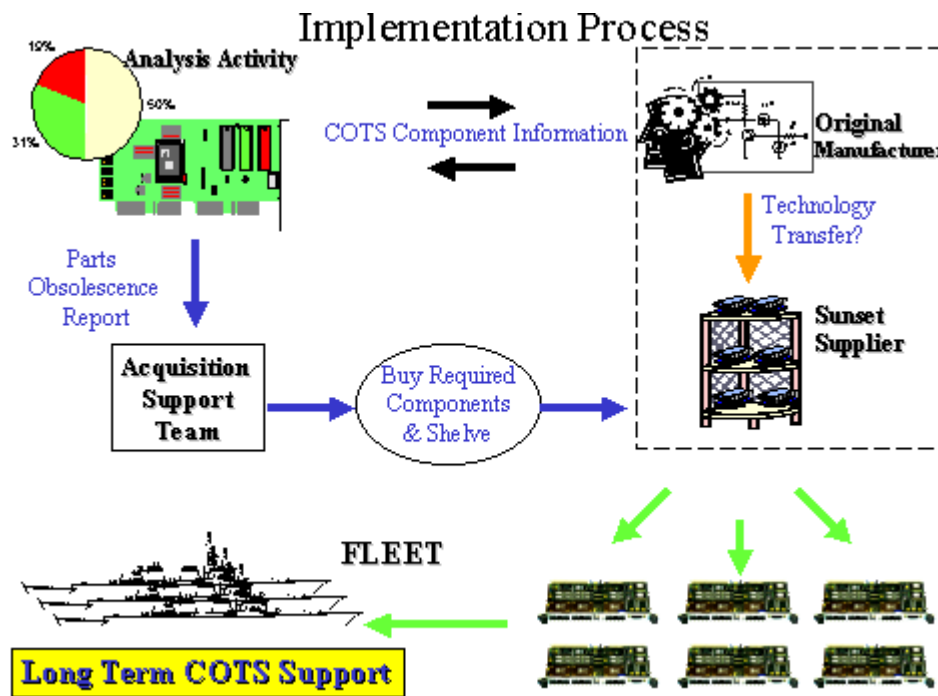 Implementation Process
19%
Analysis Activity
50%
31%
COTS Component Information
Original
Manufacturer
Technology
Transfer?
Parts
Obsolescence
Report
Sunset
Supplier
Acquisition
Support
Team
Buy Required
Components
& Shelve
FLEET
Long Term COTS Support